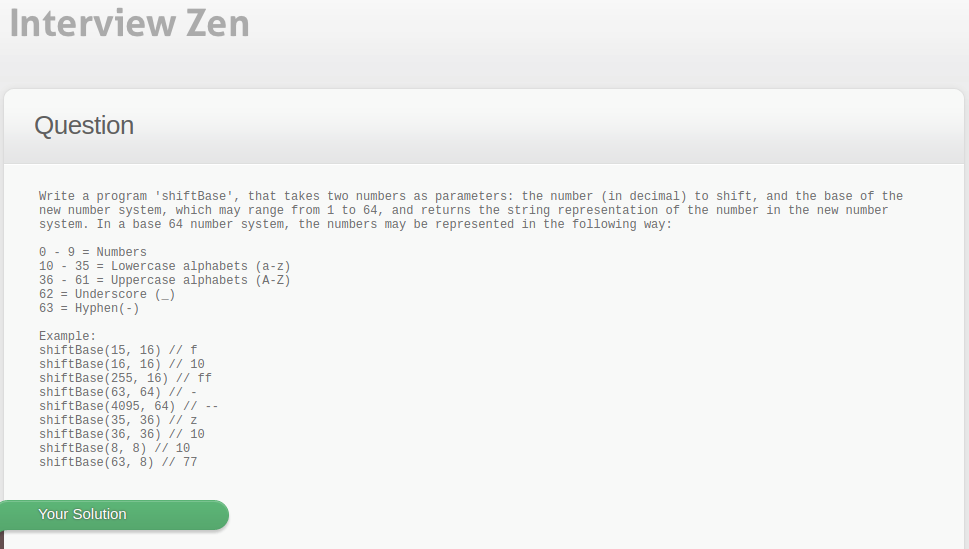 Interview Zen
Question
Write a program 'shiftBase', that takes two numbers as parameters: the number (in decimal) to shift, and the base of the
new number system, which may range from 1 to 64, and returns the string representation of the number in the new number
system. In a base 64 number system, the numbers may be represented in the following way:
0 - 9 = Numbers
10 - 35 = Lowercase alphabets (a-z)
36 - 61 = Uppercase alphabets (A-Z)
62 = Underscore (_)
63 = Hyphen(-)
Example:
shiftBase(15, 16) // f
shiftBase(16, 16) // 10
shiftBase(255, 16) // ff
shiftBase(63, 64) // -
shiftBase(4095, 64) // --
shiftBase(35, 36) // z
shiftBase(36, 36) // 10
shiftBase(8, 8) // 10
shiftBase(63, 8) // 77
Your Solution